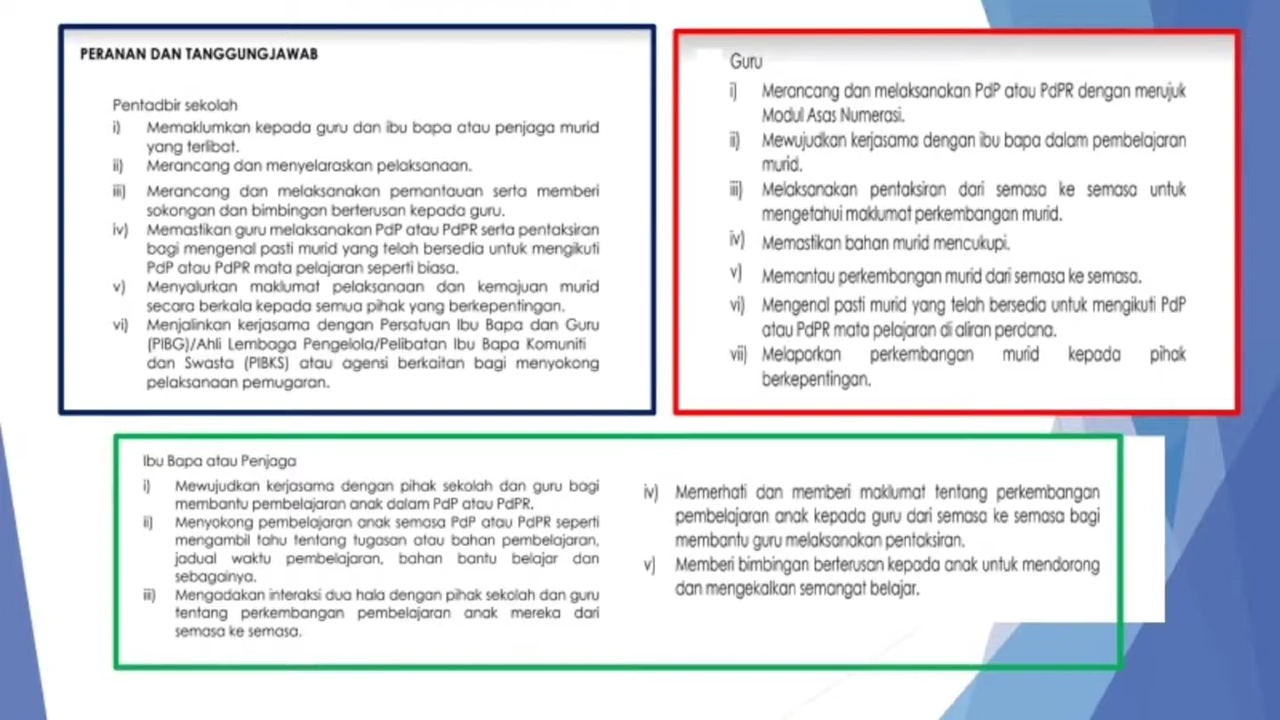 PERANAN DAN TANGGUNGJAWAB
Pentadbir sekolah
i) Memaklumkan kepada guru dan ibu bapa atau penjaga murid
yang terlibat.
ii) Merancang dan menyelaraskan pelaksanaan.
iii) Merancang dan melaksanakan pemantauan serta memberi
sokongan dan bimbingan berterusan kepada guru.
iv) Memastikan guru melaksanakan PdP atau PdPR serta pentaksiran
bagi mengenal pasti murid yang telah bersedia untuk mengikuti
PdP atau PdPR mata pelajaran seperti biasa.
v) Menyalurkan maklumat pelaksanaan dan kemajuan murid
secara berkala kepada semua pihak yang berkepentingan.
vi) Menjalinkan kerjasama dengan Persatuan Ibu Bapa dan Guru
(PIBG)/Ahli Lembaga Pengelola/Pelibatan Ibu Bapa Komuniti
dan Swasta (PIBKS) atau agensi berkaitan bagi menyokong
pelaksanaan pemugaran.
Guru
i) Merancang dan melaksanakan PdP atau PdPR dengan merujuk
Modul Asas Numerasi.
ii) Mewujudkan kerjasama dengan ibu bapa dalam pembelajaran
murid.
iii) Melaksanakan pentaksiran dari semasa ke semasa untuk
mengetahui maklumat perkembangan murid.
iv) Memastikan bahan murid mencukupi.
v) Memantau perkembangan murid dari semasa ke semasa.
vi) Mengenal pasti murid yang telah bersedia untuk mengikuti PdP
atau PdPR mata pelajaran di aliran perdana.
vii) Melaporkan perkembangan murid kepada pihak
berkepentingan.
Ibu Bapa atau Penjaga
i) Mewujudkan kerjasama dengan pihak sekolah dan guru bagi
membantu pembelajaran anak dalam PdP atau PdPR.
ii) Menyokong pembelajaran anak semasa PdP atau PdPR seperti
mengambil tahu tentang tugasan atau bahan pembelajaran,
jadual waktu pembelajaran, bahan bantu belajar dan
sebagainya.
iii) Mengadakan interaksi dua hala dengan pihak sekolah dan guru
tentang perkembangan pembelajaran anak mereka dari
semasa ke semasa.
iv) Memerhati dan memberi maklumat tentang perkembangan
pembelajaran anak kepada guru dari semasa ke semasa bagi
membantu guru melaksanakan pentaksiran.
v) Memberi bimbingan berterusan kepada anak untuk mendorong
dan mengekalkan semangat belajar.